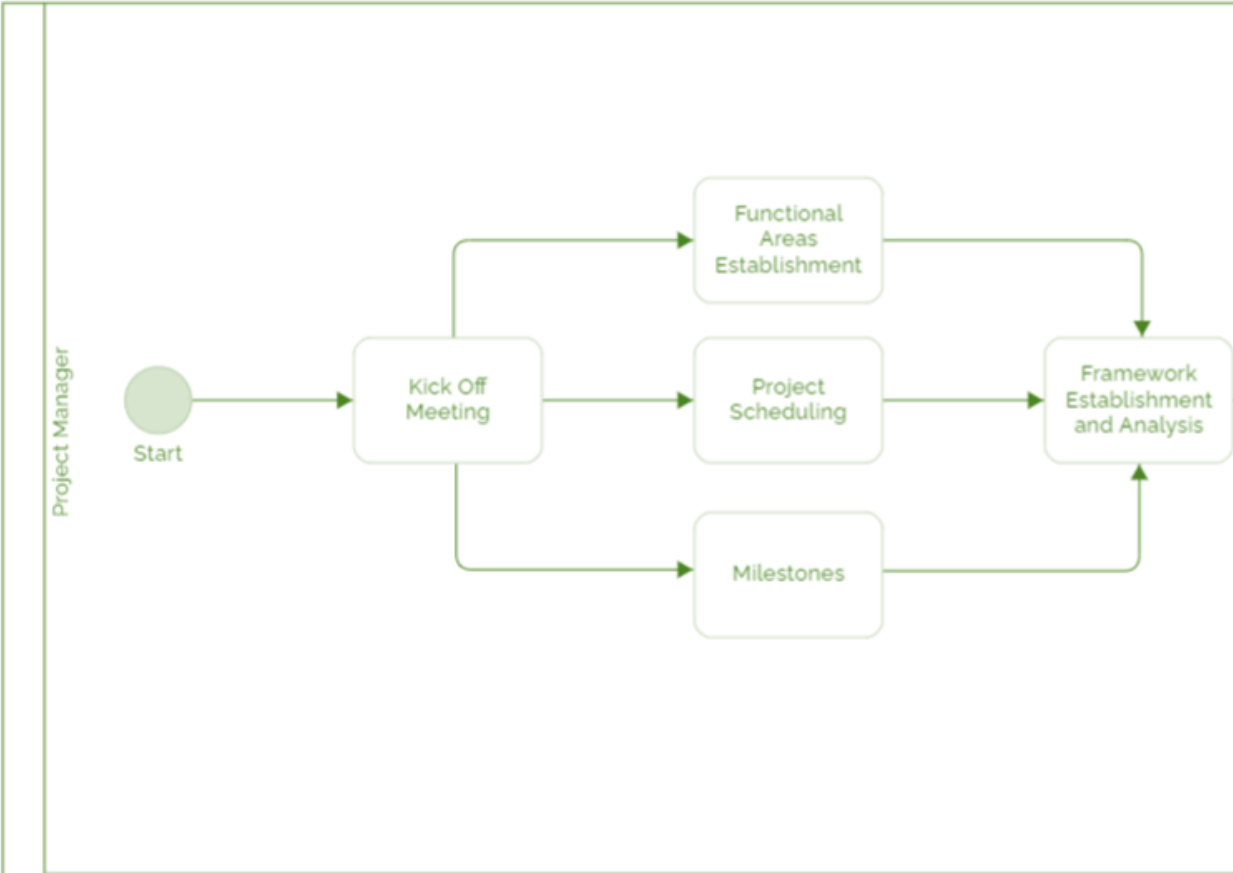 Project Manager
Start
Kick Off
Meeting
Functional
Areas
Establishment
Project
Scheduling
Milestones
Framework
Establishment
and Analysis